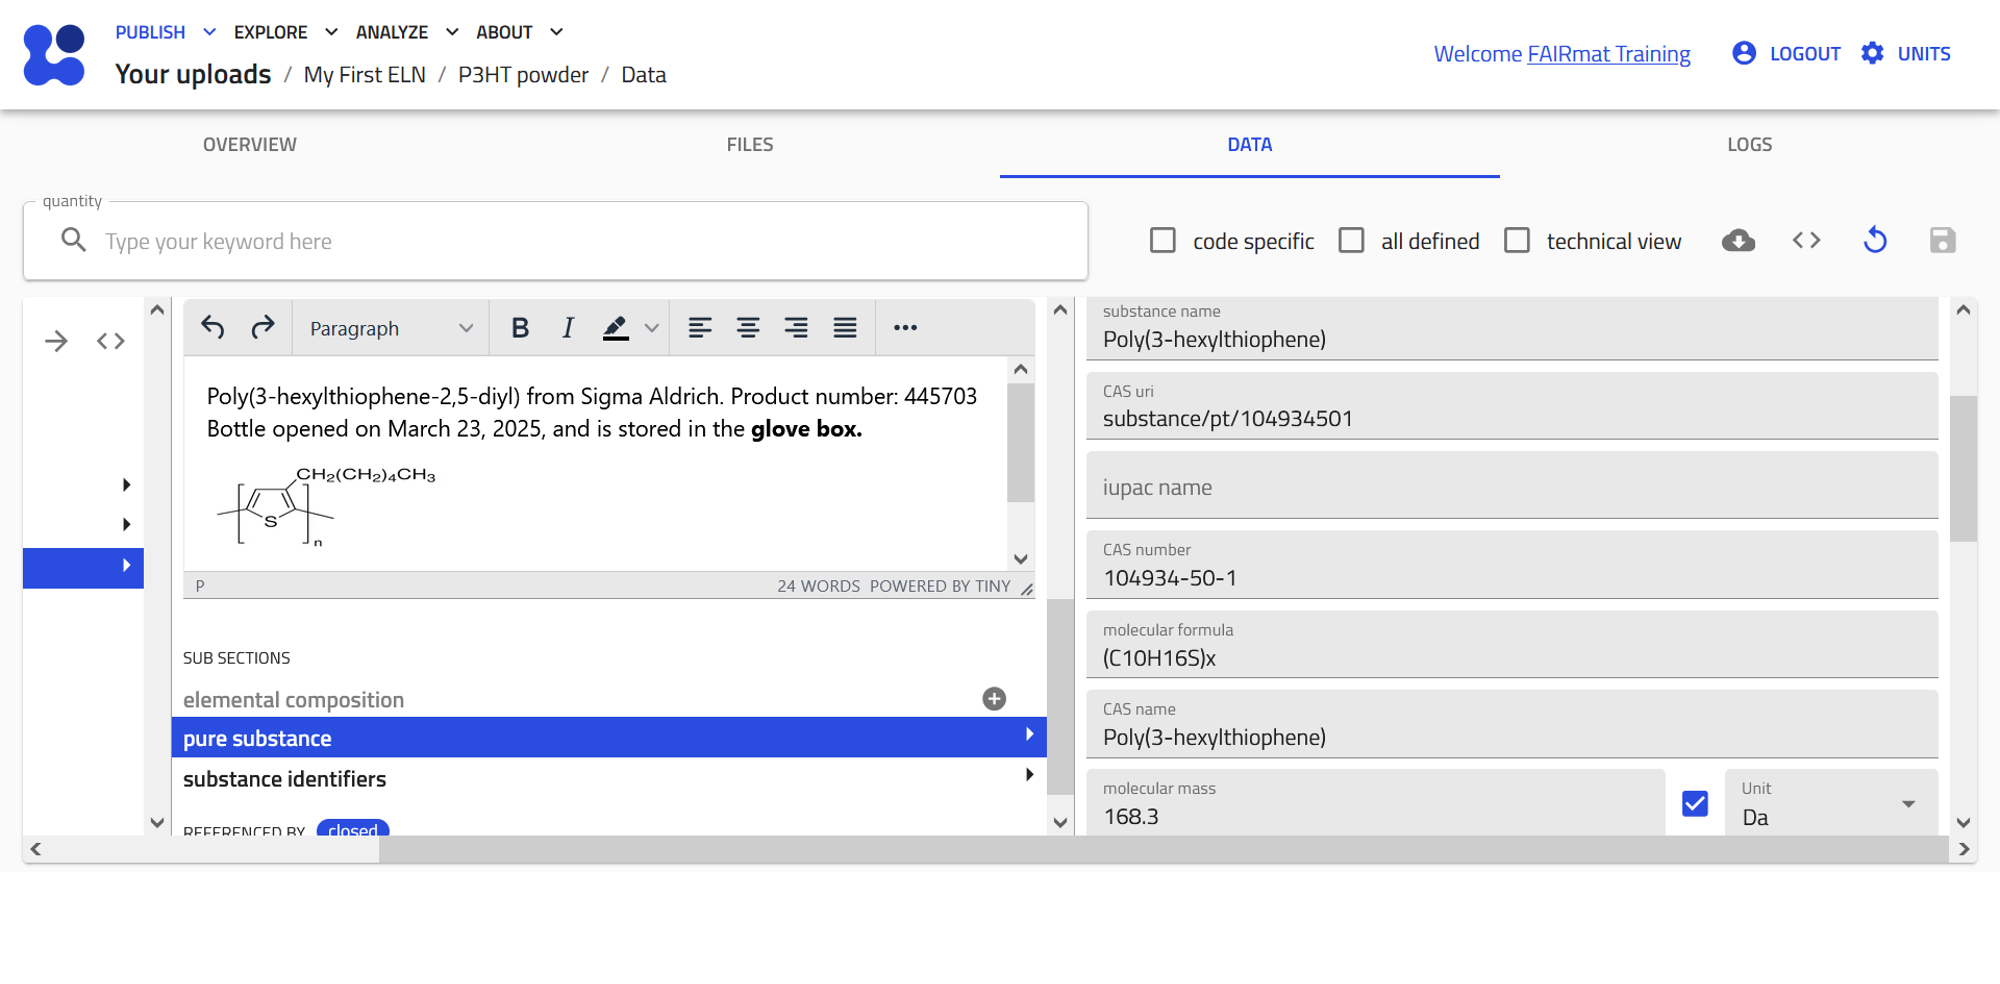 PUBLISH EXPLORE ANALYZE ABOUT
Your uploads / My First ELN / P3HT powder / Data
Welcome FAIRmat Training LOGOUT UNITS
OVERVIEW FILES DATA LOGS
quantity
Type your keyword here
code specific all defined technical view
Paragraph B I
Poly(3-hexylthiophene-2,5-diyl) from Sigma Aldrich. Product number: 445703
Bottle opened on March 23, 2025, and is stored in the glove box.
CH2(CH2)4CH3
S
n
P 24 WORDS POWERED BY TINY
SUB SECTIONS
elemental composition
pure substance
substance identifiers
REFERENCED BY closed
substance name
Poly(3-hexylthiophene)
CAS uri
substance/pt/104934501
iupac name
CAS number
104934-50-1
molecular formula
(C10H16S)x
CAS name
Poly(3-hexylthiophene)
molecular mass
168.3
Unit
Da